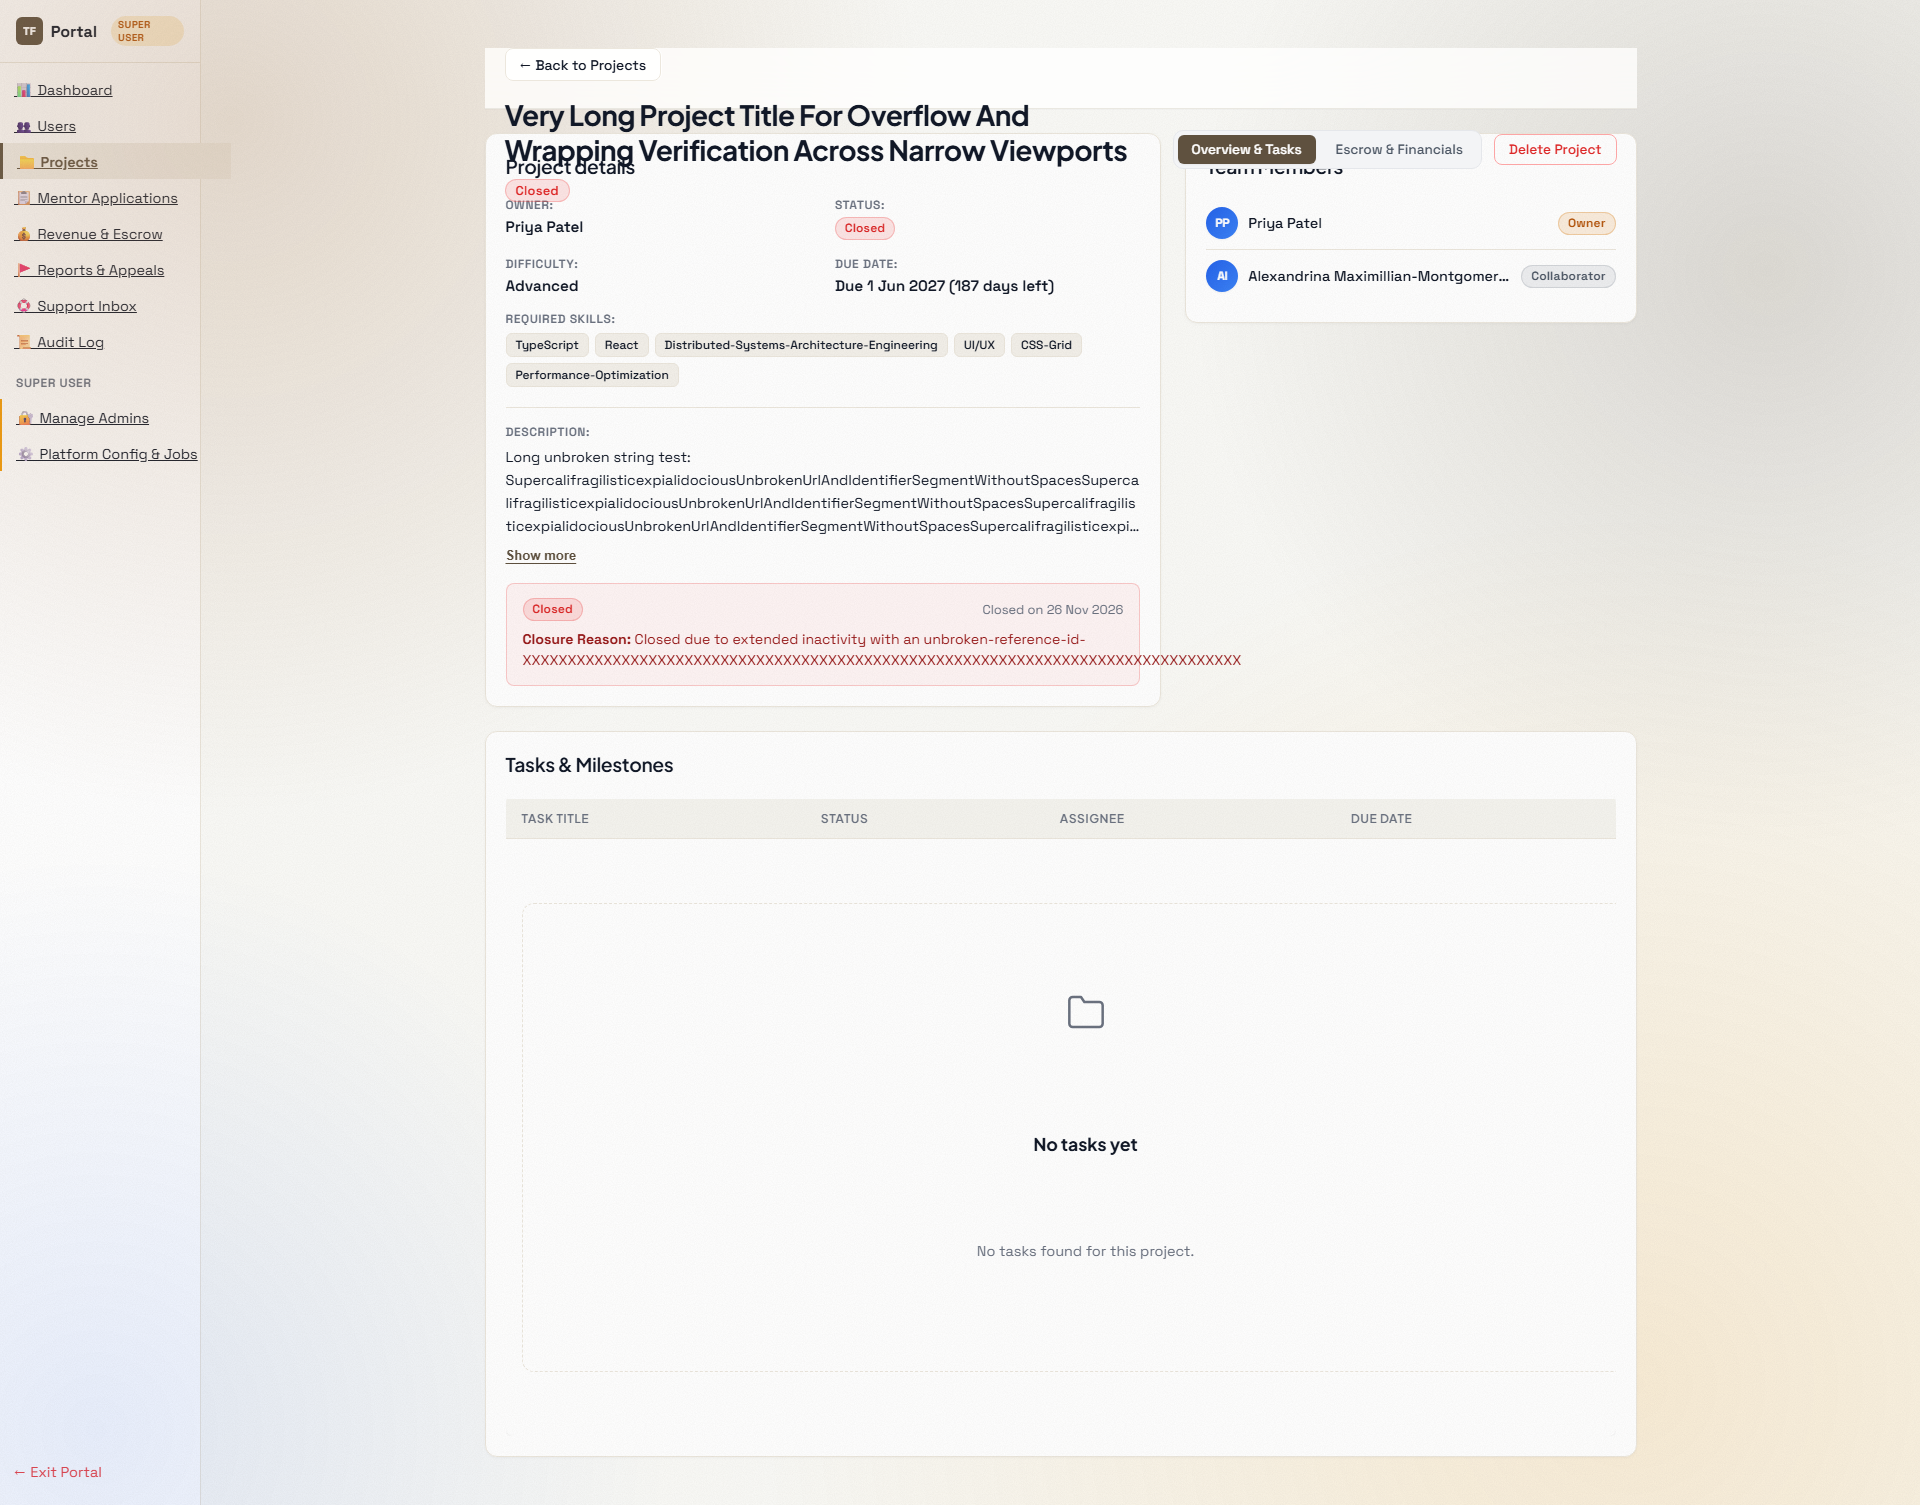 TF Portal SUPER USER
Dashboard
Users
Projects
Mentor Applications
Revenue & Escrow
Reports & Appeals
Support Inbox
Audit Log
SUPER USER
Manage Admins
Platform Config & Jobs
← Exit Portal
← Back to Projects
Very Long Project Title For Overflow And
Wrapping Verification Across Narrow Viewports
Closed
Overview & Tasks
Escrow & Financials
Delete Project
Project details
OWNER:
Priya Patel
STATUS:
Closed
DIFFICULTY:
Advanced
DUE DATE:
Due 1 Jun 2027 (187 days left)
REQUIRED SKILLS:
TypeScript React Distributed-Systems-Architecture-Engineering UI/UX CSS-Grid
Performance-Optimization
DESCRIPTION:
Long unbroken string test:
SupercalifragilisticexpialidociousUnbrokenUrlAndIdentifierSegmentWithoutSpacesSuperca
lifragilisticexpialidociousUnbrokenUrlAndIdentifierSegmentWithoutSpacesSupercalifragilis
ticexpialidociousUnbrokenUrlAndIdentifierSegmentWithoutSpacesSupercalifragilisticexpi…
Show more
Closed
Closed on 26 Nov 2026
Closure Reason: Closed due to extended inactivity with an unbroken-reference-id-
XXXXXXXXXXXXXXXXXXXXXXXXXXXXXXXXXXXXXXXXXXXXXXXXXXXXXXXXXXXXXXXXXXXXXXXXXXXXXXXX
Team Members
PP Priya Patel Owner
AI Alexandrina Maximillian-Montgomer… Collaborator
Tasks & Milestones
TASK TITLE STATUS ASSIGNEE DUE DATE
No tasks yet
No tasks found for this project.